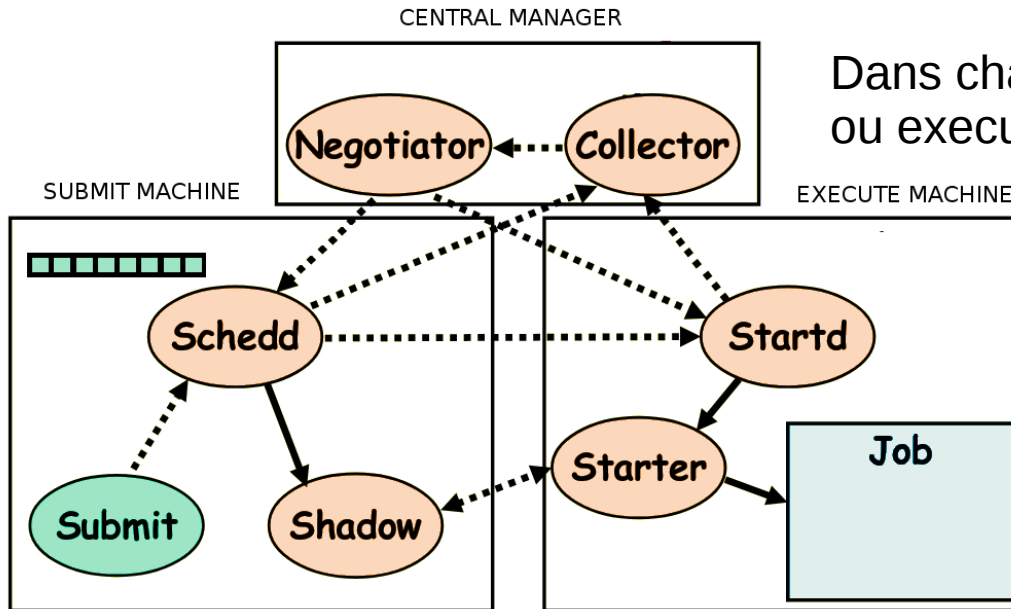 CENTRAL MANAGER
Dans cha
ou execu
Negotiator
Collector
SUBMIT MACHINE
EXECUTE MACHINE
Schedd
Startd
Job
Starter
Submit
Shadow